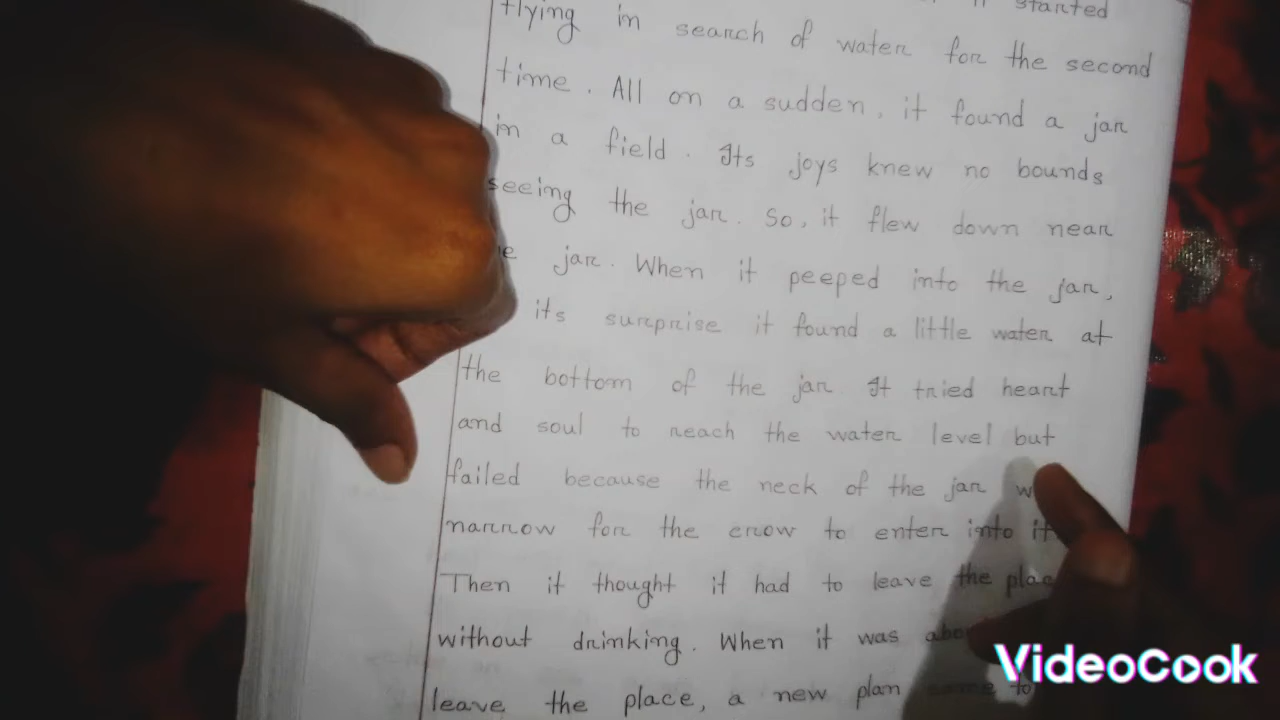 started
flying in search of water for the second
time. All on a sudden, it found a jar
in a field. Its joys knew no bounds
seeing the jar. So, it flew down near
jar. When it peeped into the jar,
its surprise it found a little water at
the bottom of the jar. It tried heart
and soul to reach the water level but
failed because the neck of the jar
narrow for the crow to enter into it
Then it thought it had to leave the
without drinking. When it was
leave the place, a new plan came to
VideoCook